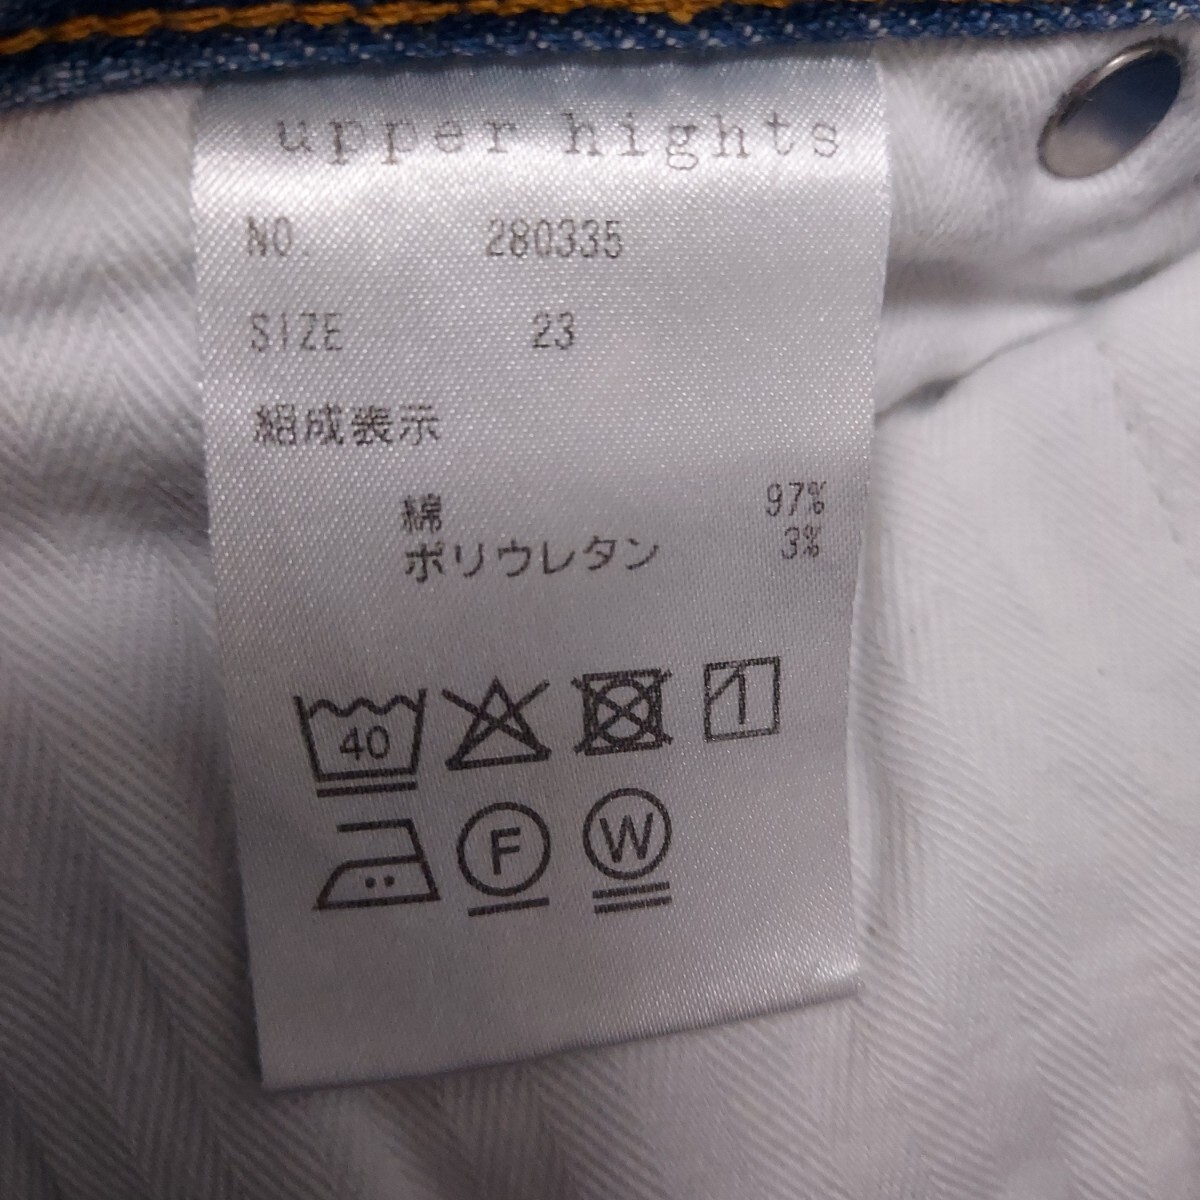 upper hights
NO. 280335
SIZE 23
組成表示
綿 97%
ポリウレタン 3%
40
F W